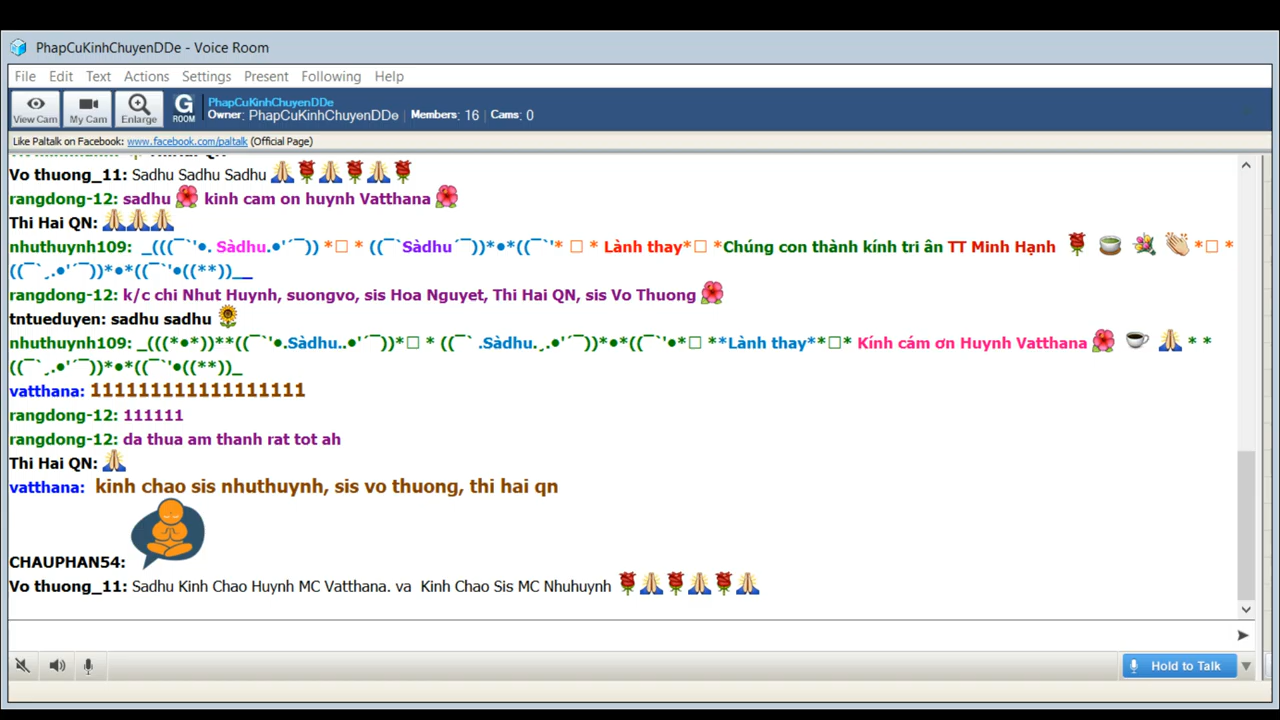 PhapCuKinhChuyenDDe - Voice Room
File Edit Text Actions Settings Present Following Help
View Cam My Cam Enlarge G ROOM PhapCuKinhChuyenDDe
Owner: PhapCuKinhChuyenDDe Members: 16 Cams: 0
Like Paltalk on Facebook: www.facebook.com/paltalk (Official Page)
Vo thuong_11: Sadhu Sadhu Sadhu 🙏🌹🙏🌹🙏🌹
rangdong-12: sadhu 🌺 kinh cam on huynh Vatthana 🌺
Thi Hai QN: 🙏🙏🙏
nhuthuynh109: _(((¯`'•. Sàdhu.•'´¯)) *□ * ((¯`Sàdhu´¯))*•*((¯`'* □ * Lành thay*□ *Chúng con thành kính tri ân TT Minh Hạnh 🌹 🍵 💐 👏 *□ *
((¯`¸.•'´¯))*•*((¯`'•((**))__
rangdong-12: k/c chi Nhut Huynh, suongvo, sis Hoa Nguyet, Thi Hai QN, sis Vo Thuong 🌺
tntueduyen: sadhu sadhu 🌻
nhuthuynh109: _(((*•*))**((¯`'•.Sàdhu..•'´¯))*□ * ((¯` .Sàdhu.¸.•'´¯))*•*((¯`'•*□ **Lành thay**□* Kính cám ơn Huynh Vatthana 🌺 ☕ 🙏 * *
((¯`¸.•'´¯))*•*((¯`'•((**))_
vatthana: 111111111111111111
rangdong-12: 111111
rangdong-12: da thua am thanh rat tot ah
Thi Hai QN: 🙏
vatthana: kinh chao sis nhuthuynh, sis vo thuong, thi hai qn
CHAUPHAN54:
Vo thuong_11: Sadhu Kinh Chao Huynh MC Vatthana. va Kinh Chao Sis MC Nhuhuynh 🌹🙏🌹🙏🌹🙏
Hold to Talk